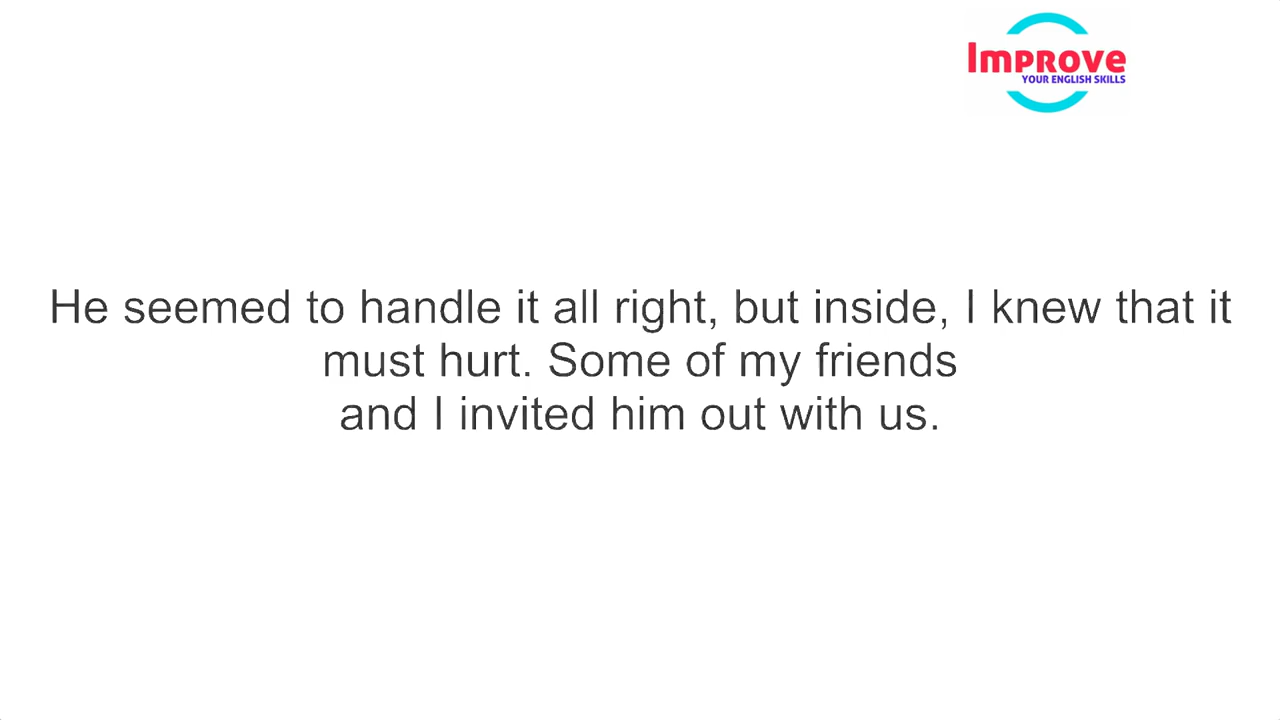 Improve
YOUR ENGLISH SKILLS
He seemed to handle it all right, but inside, I knew that it
must hurt. Some of my friends
and I invited him out with us.